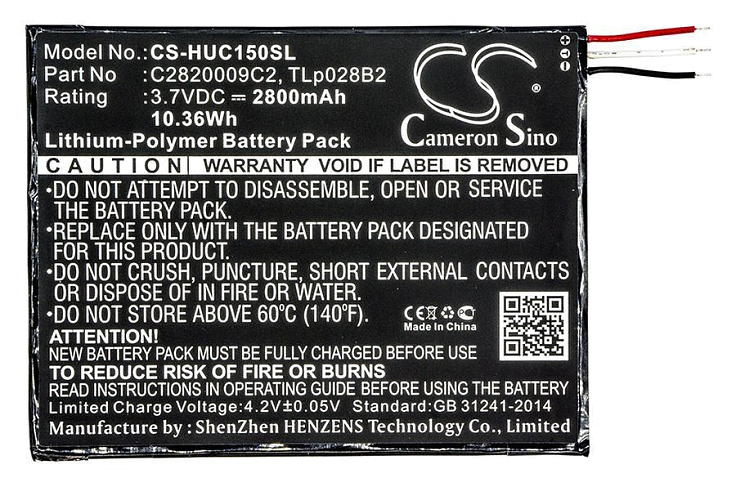 Model No.: CS-HUC150SL
Part No : C2820009C2, TLp028B2
Rating : 3.7VDC ⎓ 2800mAh
10.36Wh
Lithium-Polymer Battery Pack
CS
®
Cameron Sino
CAUTION WARRANTY VOID IF LABEL IS REMOVED
•DO NOT ATTEMPT TO DISASSEMBLE, OPEN OR SERVICE
THE BATTERY PACK.
•REPLACE ONLY WITH THE BATTERY PACK DESIGNATED
FOR THIS PRODUCT.
•DO NOT CRUSH, PUNCTURE, SHORT EXTERNAL CONTACTS
OR DISPOSE OF IN FIRE OR WATER.
•DO NOT STORE ABOVE 60°C (140°F).
CE
Made In China
ATTENTION!
NEW BATTERY PACK MUST BE FULLY CHARGED BEFORE USE
TO REDUCE RISK OF FIRE OR INJURY
READ INSTRUCTIONS IN OPERATING GUIDE BEFORE USE
Limited Charge Voltage:4.2V±0.05V Standard:GB 31241-2014
Manufacture by : ShenZhen HENZENS Technology Co., Limited